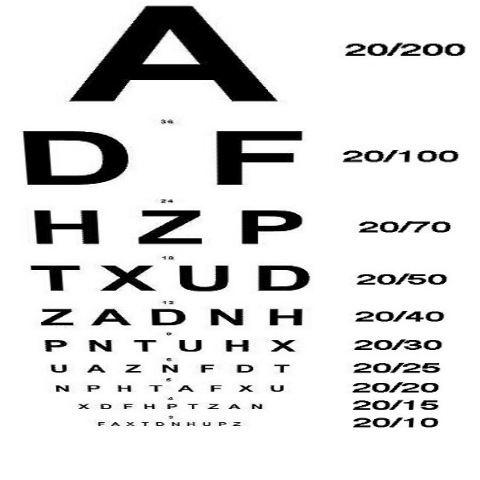 A 20/200
36
D F 20/100
24
H Z P 20/70
18
T X U D 20/50
12
Z A D N H 20/40
9
P N T U H X 20/30
6
U A Z N F D T 20/25
5
N P H T A F X U 20/20
4
X D F H P T Z A N 20/15
3
F A X T D N H U P Z 20/10